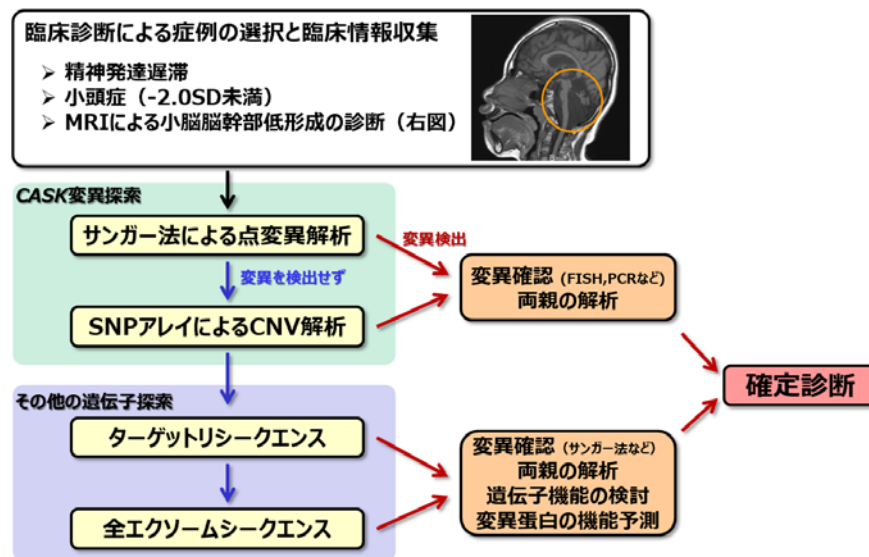 臨床診断による症例の選択と臨床情報収集
➢ 精神発達遅滞
➢ 小頭症（-2.0SD未満）
➢ MRIによる小脳脳幹部低形成の診断（右図）
CASK変異探索
サンガー法による点変異解析
変異検出
変異を検出せず
変異確認（FISH,PCRなど）
両親の解析
SNPアレイによるCNV解析
確定診断
その他の遺伝子探索
ターゲットリシークエンス
変異確認（サンガー法など）
両親の解析
遺伝子機能の検討
変異蛋白の機能予測
全エクソームシークエンス